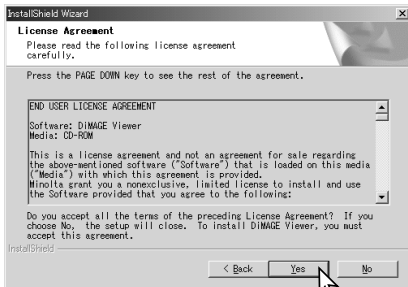 InstallShield Wizard
License Agreement
Please read the following license agreement
carefully.
Press the PAGE DOWN key to see the rest of the agreement.
END USER LICENSE AGREEMENT
Software: DiMAGE Viewer
Media: CD-ROM
This is a license agreement and not an agreement for sale regarding
the above-mentioned software ("Software") that is loaded on this media
("Media") with which this agreement is provided.
Minolta grant you a nonexclusive, limited license to install and use
the Software provided that you agree to the following:
Do you accept all the terms of the preceding License Agreement? If you
choose No, the setup will close. To install DiMAGE Viewer, you must
accept this agreement.
InstallShield
< Back Yes No